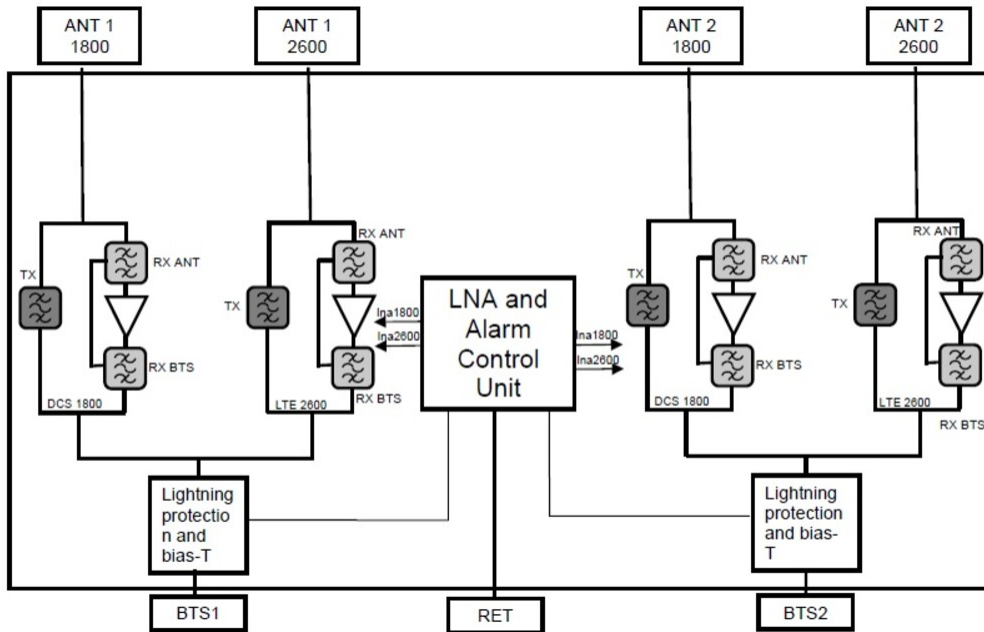 ANT 1
1800
ANT 1
2600
ANT 2
1800
ANT 2
2600
TX
RX ANT
RX BTS
DCS 1800
RX ANT
TX
RX BTS
LTE 2600
lna1800
lna2600
LNA and
Alarm
Control
Unit
lna1800
lna2600
TX
RX ANT
RX BTS
DCS 1800
RX ANT
TX
LTE 2600
RX BTS
Lightning
protectio
n and
bias-T
Lightning
protection
and bias-
T
BTS1
RET
BTS2